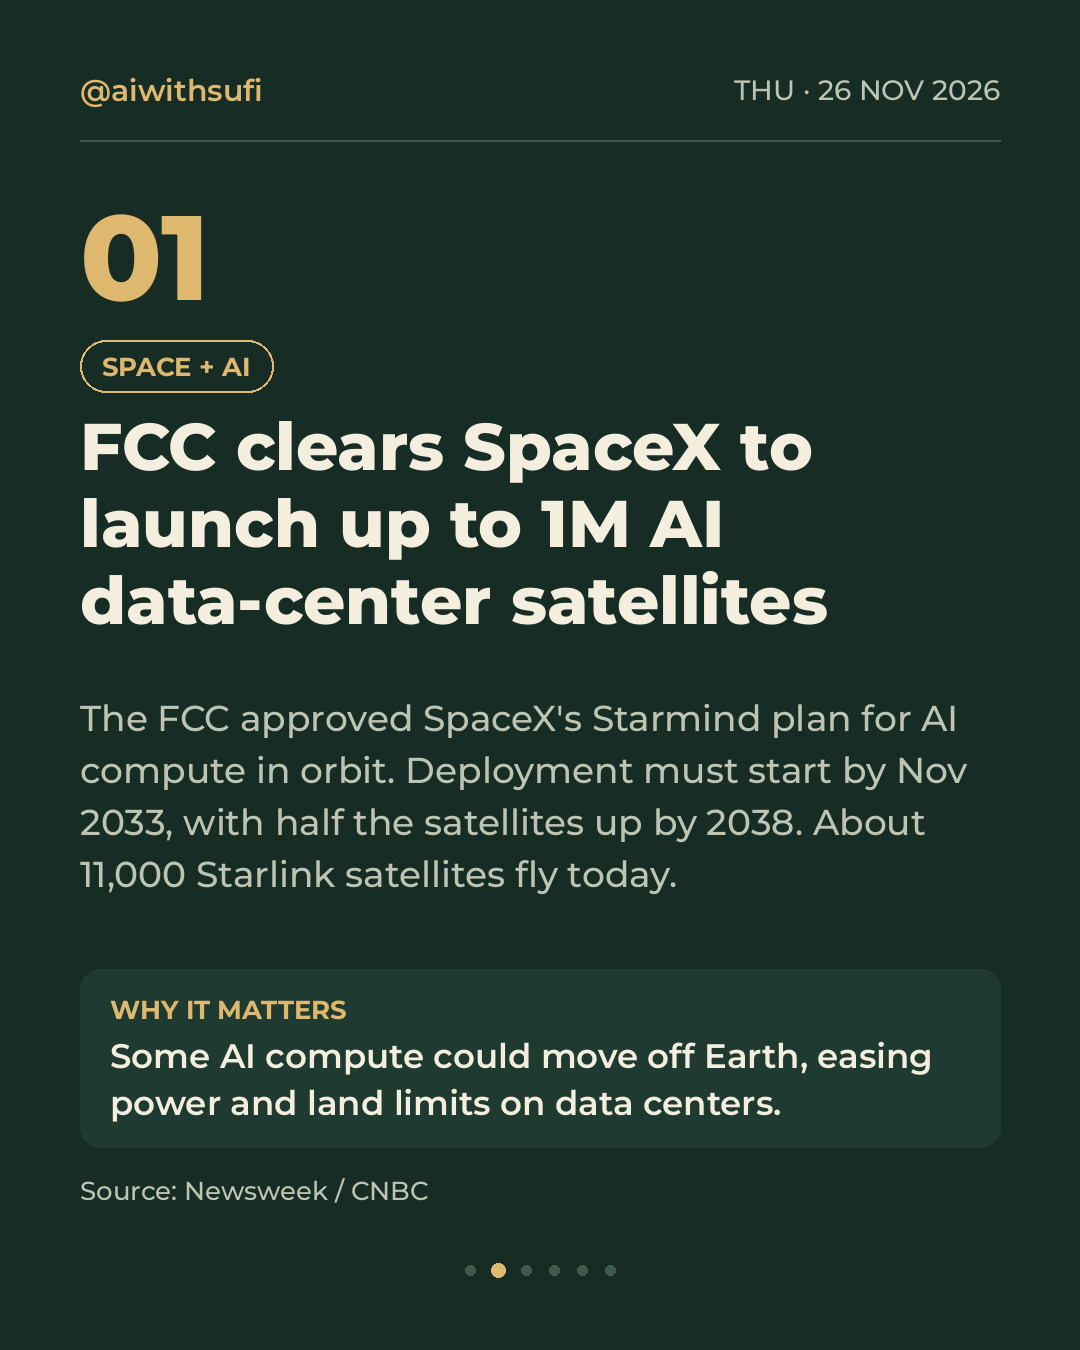 @aiwithsufi
THU · 26 NOV 2026
01
SPACE + AI
FCC clears SpaceX to
launch up to 1M AI
data-center satellites
The FCC approved SpaceX's Starmind plan for AI
compute in orbit. Deployment must start by Nov
2033, with half the satellites up by 2038. About
11,000 Starlink satellites fly today.
WHY IT MATTERS
Some AI compute could move off Earth, easing
power and land limits on data centers.
Source: Newsweek / CNBC